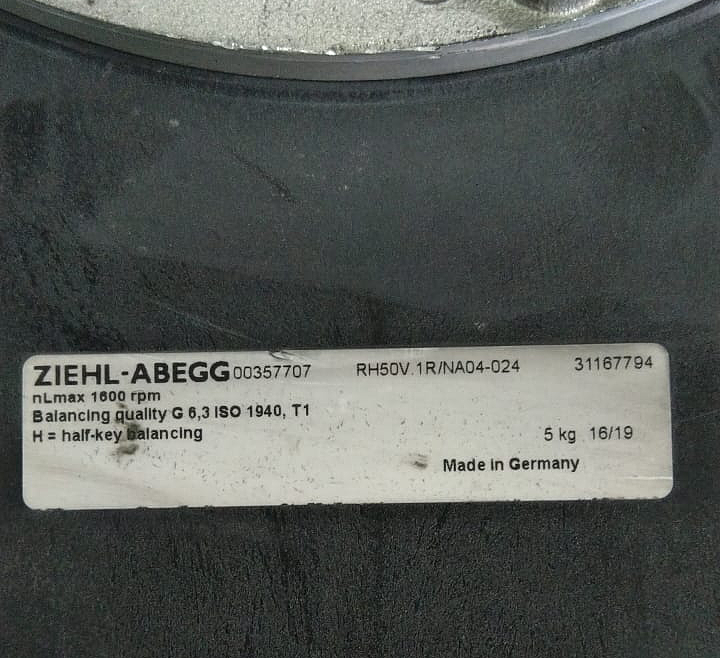 ZIEHL-ABEGG 00357707 RH50V.1R/NA04-024 31167794
nLmax 1600 rpm
Balancing quality G 6,3 ISO 1940, T1
H = half-key balancing 5 kg 16/19
Made in Germany